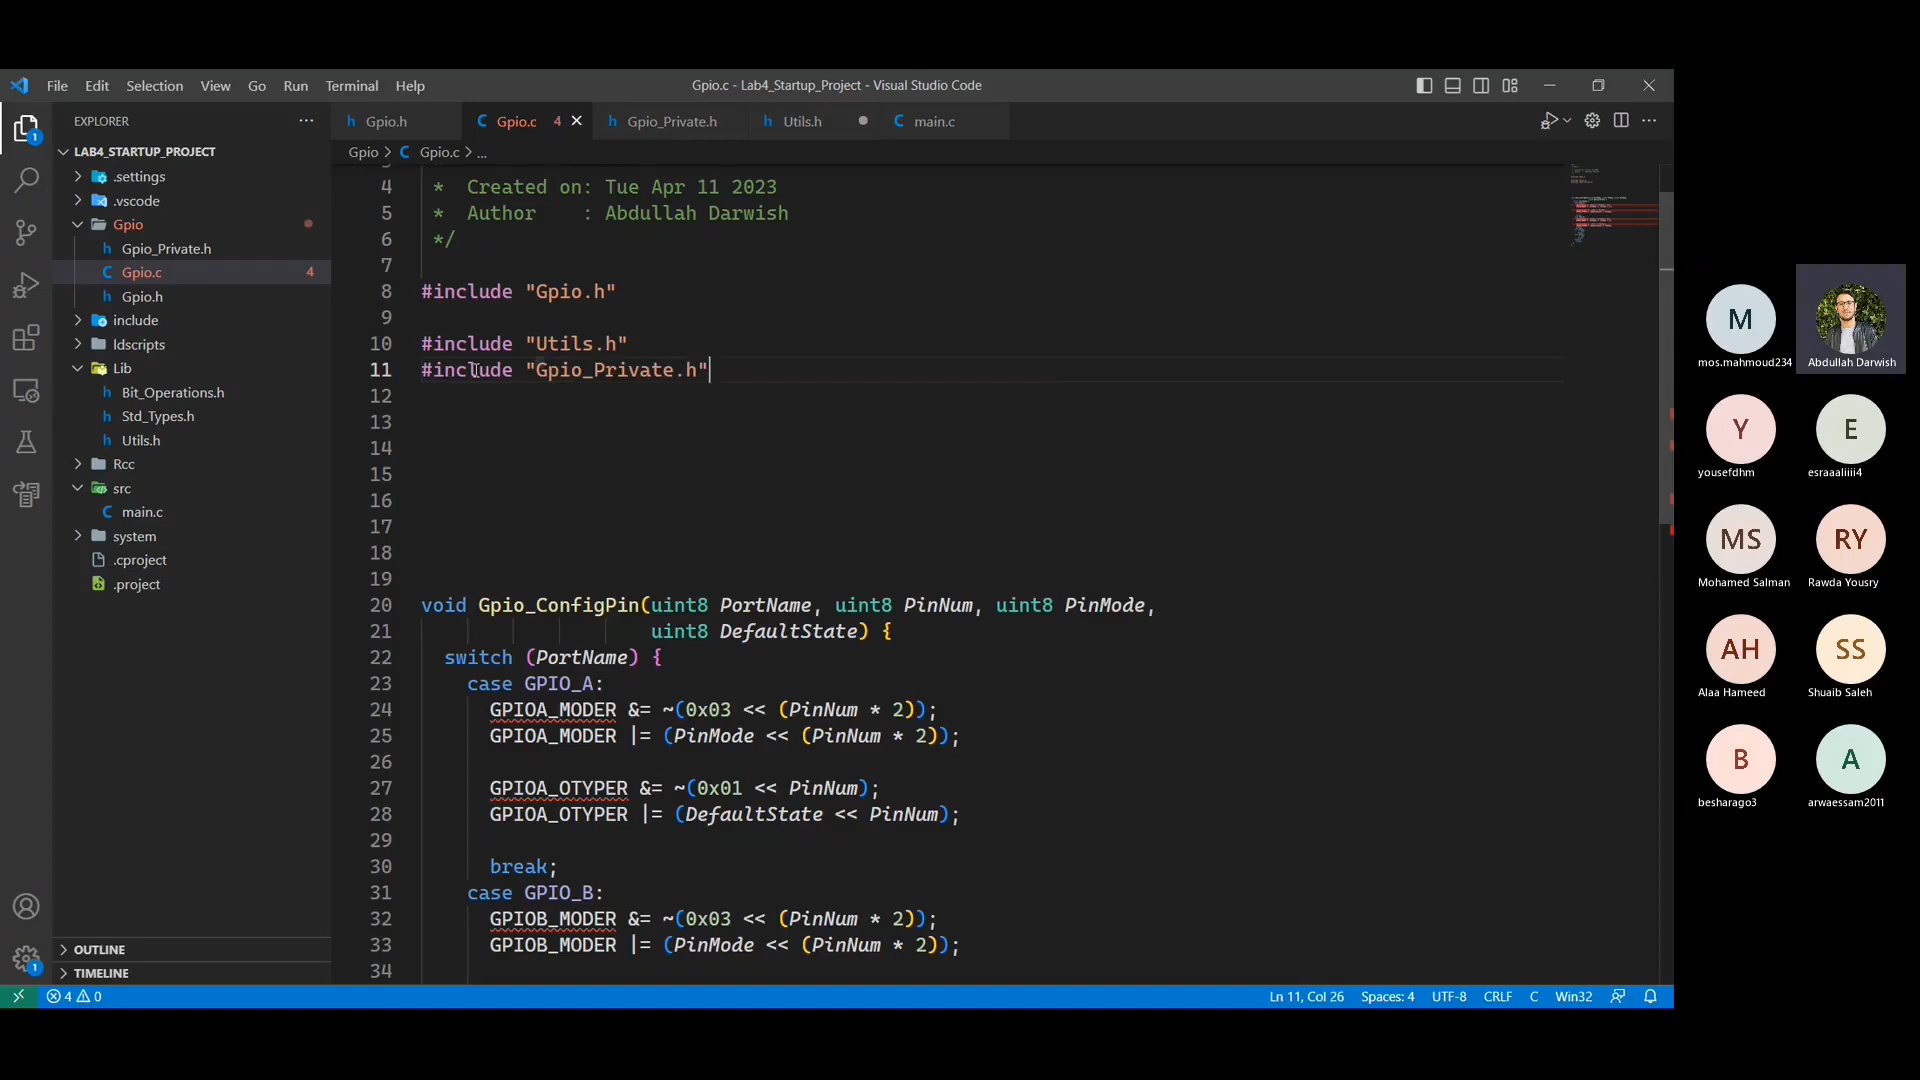 File Edit Selection View Go Run Terminal Help
Gpio.c - Lab4_Startup_Project - Visual Studio Code
EXPLORER
h Gpio.h
C Gpio.c 4
h Gpio_Private.h
h Utils.h
C main.c
LAB4_STARTUP_PROJECT
Gpio > C Gpio.c > ...
.settings
.vscode
Gpio
h Gpio_Private.h
C Gpio.c 4
h Gpio.h
include
ldscripts
Lib
h Bit_Operations.h
h Std_Types.h
h Utils.h
Rcc
src
C main.c
system
.cproject
.project
OUTLINE
TIMELINE
1
1
4 * Created on: Tue Apr 11 2023
5 * Author : Abdullah Darwish
6 */
7
8 #include "Gpio.h"
9
10 #include "Utils.h"
11 #include "Gpio_Private.h"
12
13
14
15
16
17
18
19
20 void Gpio_ConfigPin(uint8 PortName, uint8 PinNum, uint8 PinMode,
21 uint8 DefaultState) {
22 switch (PortName) {
23 case GPIO_A:
24 GPIOA_MODER &= ~(0x03 << (PinNum * 2));
25 GPIOA_MODER |= (PinMode << (PinNum * 2));
26
27 GPIOA_OTYPER &= ~(0x01 << PinNum);
28 GPIOA_OTYPER |= (DefaultState << PinNum);
29
30 break;
31 case GPIO_B:
32 GPIOB_MODER &= ~(0x03 << (PinNum * 2));
33 GPIOB_MODER |= (PinMode << (PinNum * 2));
34
4 0
Ln 11, Col 26 Spaces: 4 UTF-8 CRLF C Win32
M
mos.mahmoud234
Abdullah Darwish
Y
yousefdhm
E
esraaliiii4
MS
Mohamed Salman
RY
Rawda Yousry
AH
Alaa Hameed
SS
Shuaib Saleh
B
besharago3
A
arwaessam2011